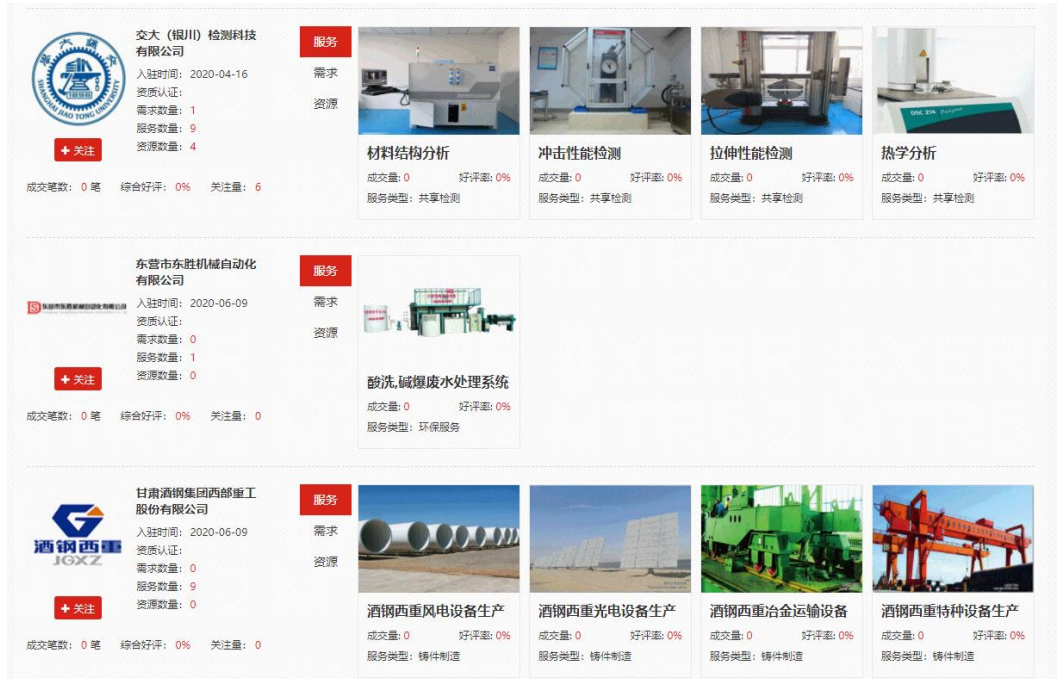 交大（银川）检测科技
有限公司
入驻时间： 2020-04-16
资质认证：
需求数量： 1
服务数量： 9
资源数量： 4
SHANGHAI JIAO TONG UNIVERSITY
1896
+ 关注
成交笔数： 0 笔 综合好评： 0% 关注量： 6
服务
需求
资源
DSC 214
材料结构分析
成交量: 0 好评率: 0%
服务类型： 共享检测
冲击性能检测
成交量: 0 好评率: 0%
服务类型： 共享检测
拉伸性能检测
成交量: 0 好评率: 0%
服务类型： 共享检测
热学分析
成交量: 0 好评率: 0%
服务类型： 共享检测
东营市东胜机械自动化
有限公司
入驻时间： 2020-06-09
资质认证：
需求数量： 0
服务数量： 1
资源数量： 0
东营市东胜机械自动化有限公司
+ 关注
成交笔数： 0 笔 综合好评： 0% 关注量： 0
服务
需求
资源
酸洗,碱爆废水处理系统
成交量: 0 好评率: 0%
服务类型： 环保服务
甘肃酒钢集团西部重工
股份有限公司
入驻时间： 2020-06-09
资质认证：
需求数量： 0
服务数量： 9
资源数量： 0
酒钢西重
JGXZ
+ 关注
成交笔数： 0 笔 综合好评： 0% 关注量： 0
服务
需求
资源
酒钢西重风电设备生产
成交量: 0 好评率: 0%
服务类型： 铸件制造
酒钢西重光电设备生产
成交量: 0 好评率: 0%
服务类型： 铸件制造
酒钢西重冶金运输设备
成交量: 0 好评率: 0%
服务类型： 铸件制造
酒钢西重特种设备生产
成交量: 0 好评率: 0%
服务类型： 铸件制造